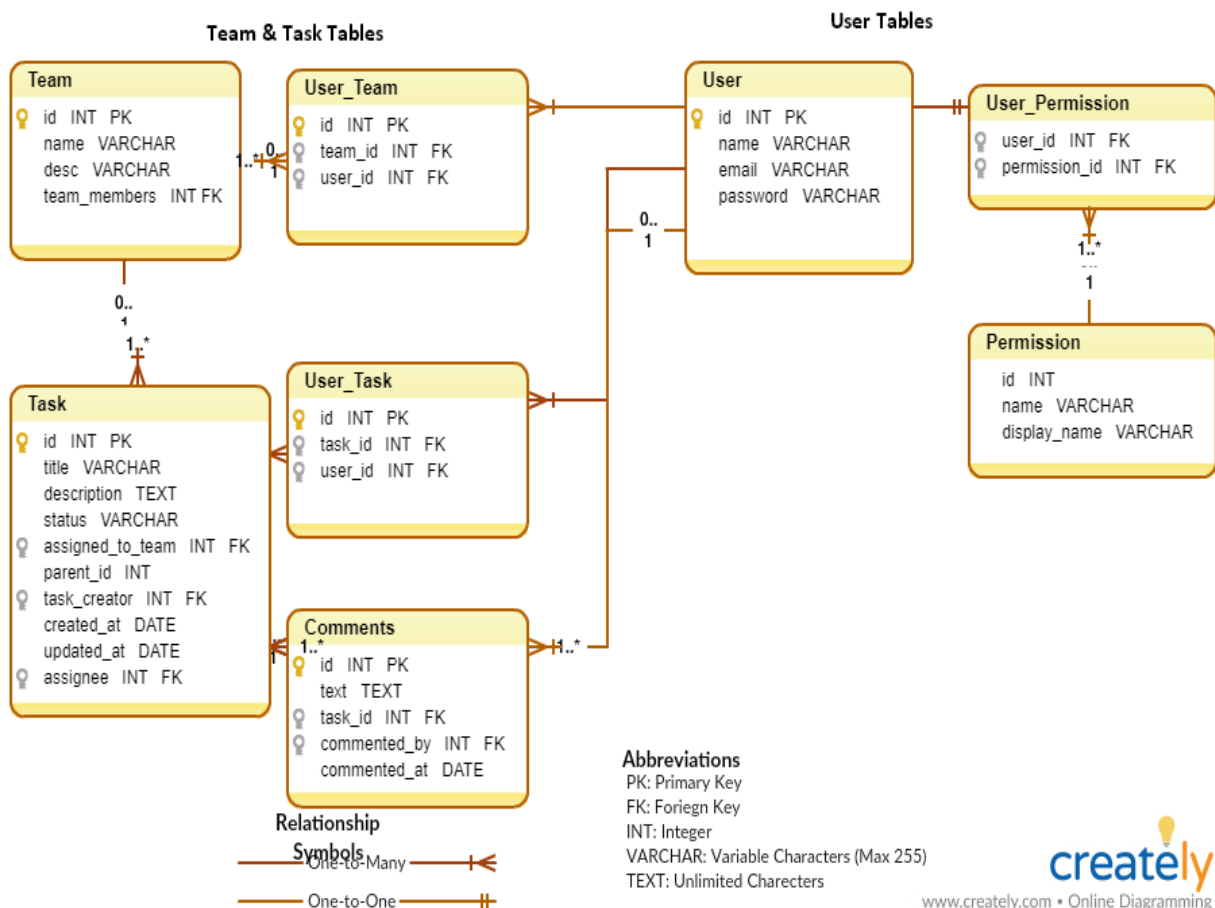 Team & Task Tables
User Tables
Team
id INT PK
name VARCHAR
desc VARCHAR
team_members INT FK
User_Team
id INT PK
team_id INT FK
user_id INT FK
User
id INT PK
name VARCHAR
email VARCHAR
password VARCHAR
User_Permission
user_id INT FK
permission_id INT FK
1..*
0..
1
0..
1
1..*
1
0..
1
1..*
Permission
id INT
name VARCHAR
display_name VARCHAR
Task
id INT PK
title VARCHAR
description TEXT
status VARCHAR
assigned_to_team INT FK
parent_id INT
task_creator INT FK
created_at DATE
updated_at DATE
assignee INT FK
User_Task
id INT PK
task_id INT FK
user_id INT FK
Comments
1
1..*
1..*
id INT PK
text TEXT
task_id INT FK
commented_by INT FK
commented_at DATE
Relationship
Symbols
One-to-Many
One-to-One
Abbreviations
PK: Primary Key
FK: Foriegn Key
INT: Integer
VARCHAR: Variable Characters (Max 255)
TEXT: Unlimited Charecters
creately
www.creately.com • Online Diagramming